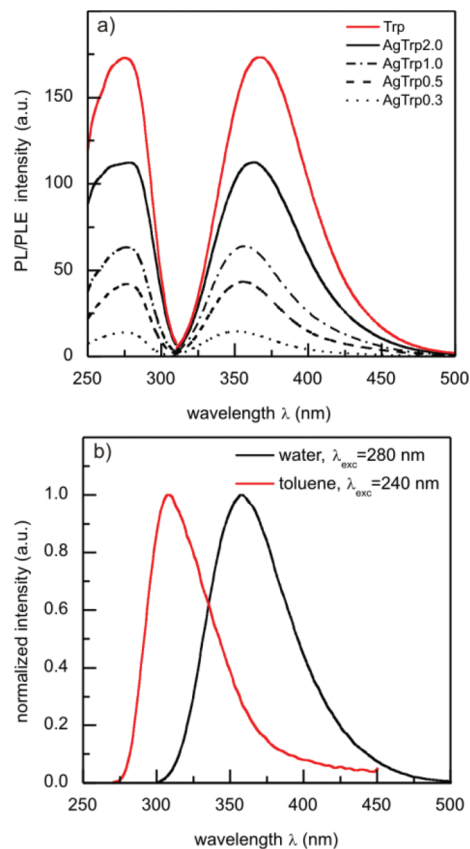 a)
Trp
AgTrp2.0
AgTrp1.0
AgTrp0.5
AgTrp0.3
PL/PLE intensity (a.u.)
150
100
50
0
250 300 350 400 450 500
wavelength λ (nm)
b)
water, λexc=280 nm
toluene, λexc=240 nm
normalized intensity (a.u.)
1.0
0.8
0.6
0.4
0.2
0.0
250 300 350 400 450 500
wavelength λ (nm)